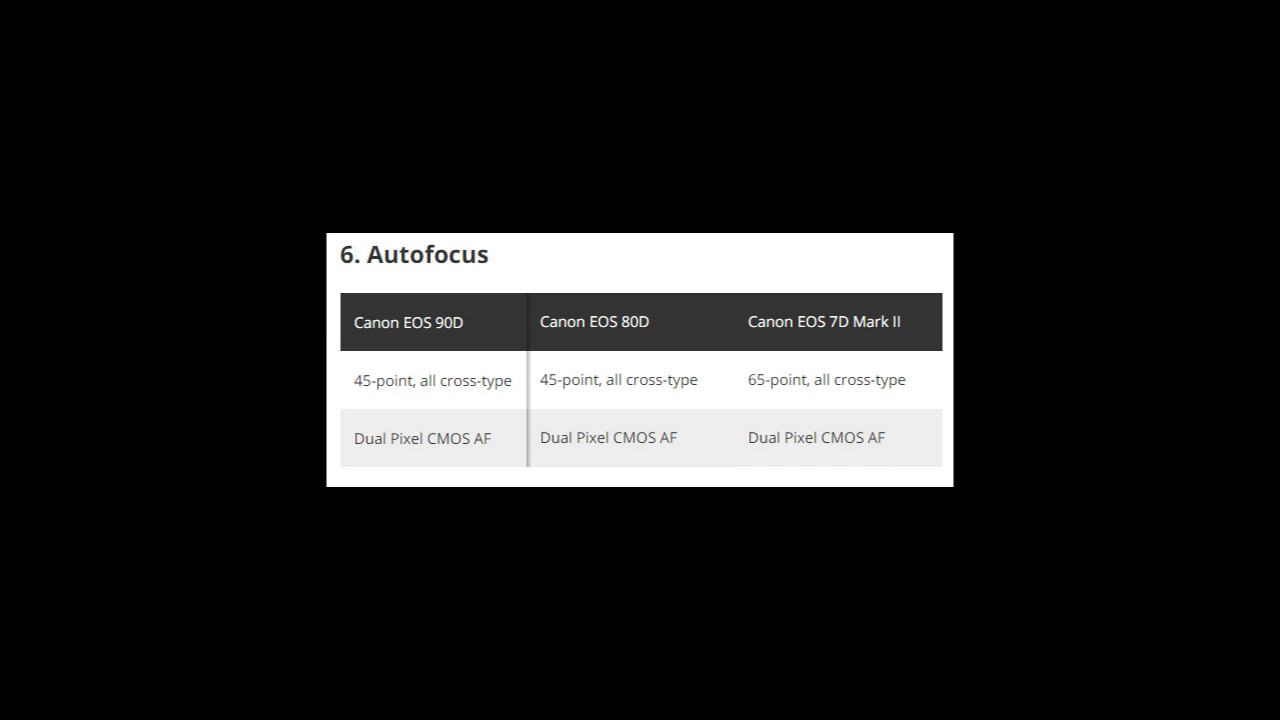 6. Autofocus
Canon EOS 90D Canon EOS 80D Canon EOS 7D Mark II
45-point, all cross-type 45-point, all cross-type 65-point, all cross-type
Dual Pixel CMOS AF Dual Pixel CMOS AF Dual Pixel CMOS AF